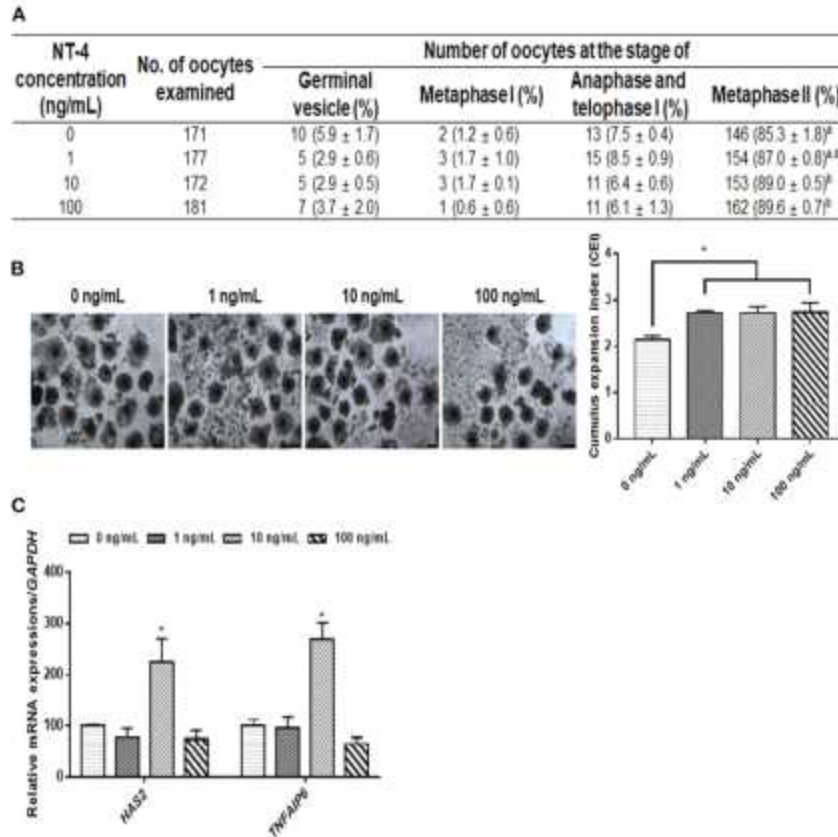 A
NT-4 concentration (ng/mL) No. of oocytes examined Number of oocytes at the stage of
Germinal vesicle (%) Metaphase I (%) Anaphase and telophase I (%) Metaphase II (%)
0 171 10 (5.9 ± 1.7) 2 (1.2 ± 0.6) 13 (7.5 ± 0.4) 146 (85.3 ± 1.8)
1 177 5 (2.9 ± 0.6) 3 (1.7 ± 1.0) 15 (8.5 ± 0.9) 154 (87.0 ± 0.8)
10 172 5 (2.9 ± 0.5) 3 (1.7 ± 0.1) 11 (6.4 ± 0.6) 153 (89.0 ± 0.5)
100 181 7 (3.7 ± 2.0) 1 (0.6 ± 0.6) 11 (6.1 ± 1.3) 162 (89.6 ± 0.7)
B
0 ng/mL 1 ng/mL 10 ng/mL 100 ng/mL
Cumulus expansion index (CEI)
4
3
2
1
0
*
0 ng/mL 1 ng/mL 10 ng/mL 100 ng/mL
C
0 ng/mL 1 ng/mL 10 ng/mL 100 ng/mL
Relative mRNA expressions/GAPDH
400
300
200
100
0
* *
HAS2 TNFAIP6